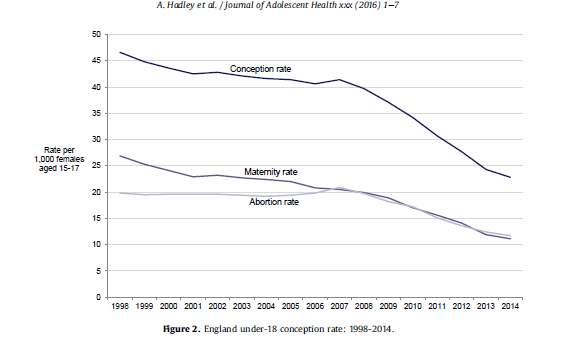 A. Hadley et al. / Journal of Adolescent Health xxx (2016) 1–7
50
45
40
35
30
25
20
15
10
5
0
Rate per
1,000 females
aged 15-17
Conception rate
Maternity rate
Abortion rate
1998 1999 2000 2001 2002 2003 2004 2005 2006 2007 2008 2009 2010 2011 2012 2013 2014
Figure 2. England under-18 conception rate: 1998-2014.